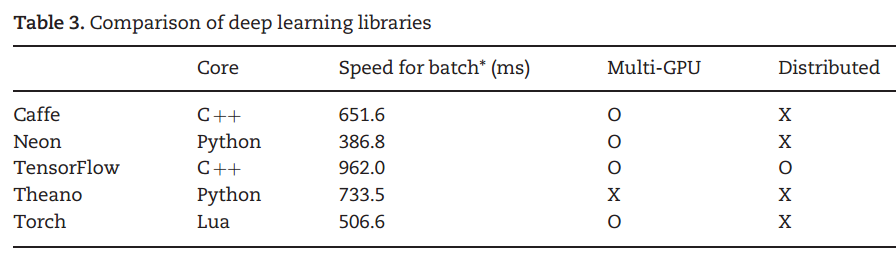 Table 3. Comparison of deep learning libraries
Core Speed for batch* (ms) Multi-GPU Distributed
Caffe C++ 651.6 O X
Neon Python 386.8 O X
TensorFlow C++ 962.0 O O
Theano Python 733.5 X X
Torch Lua 506.6 O X